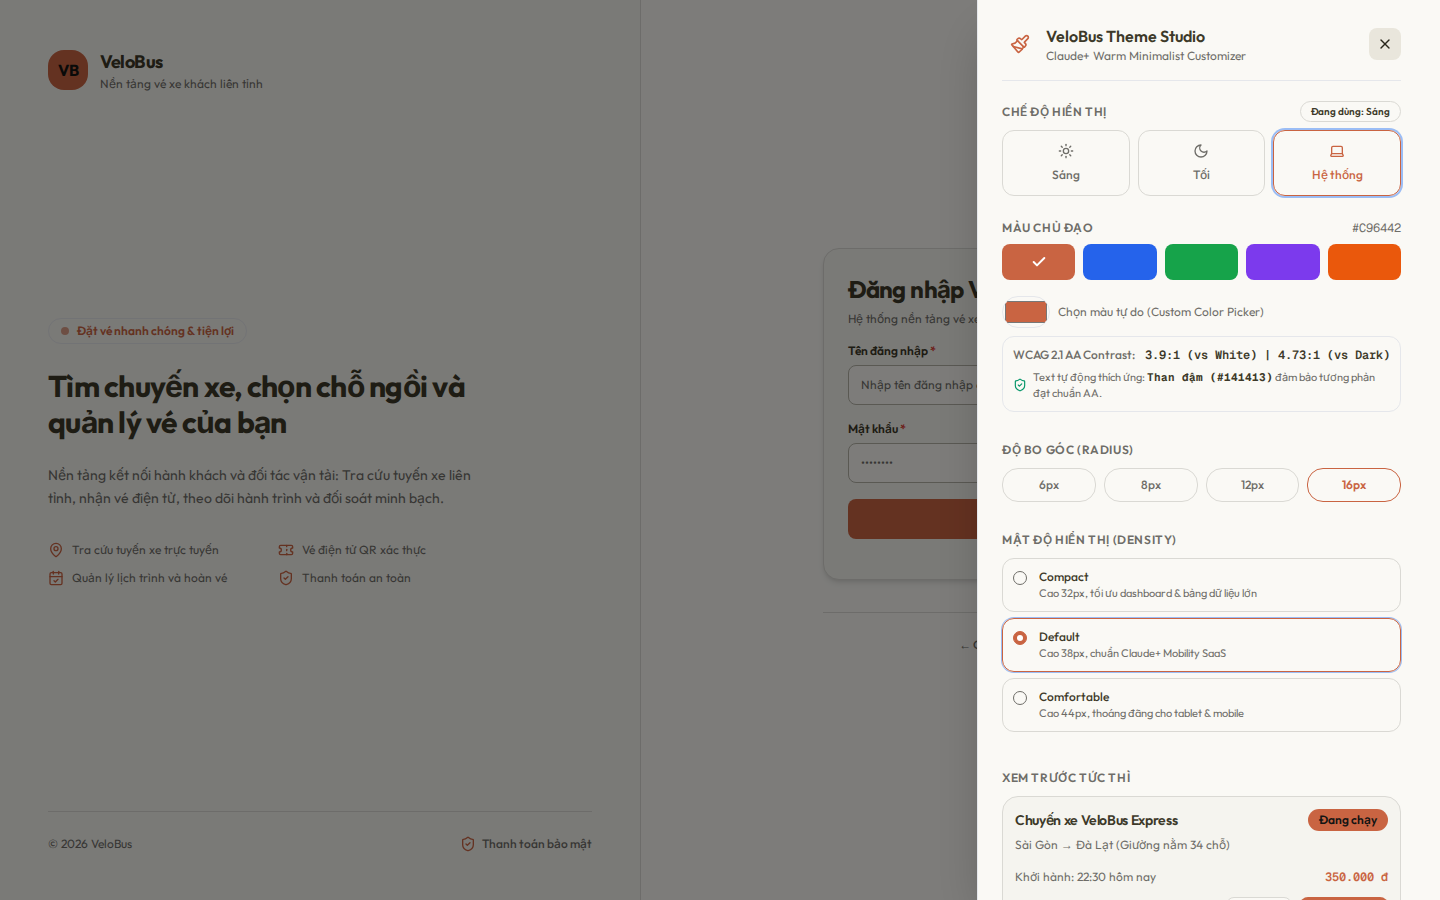 VB
VeloBus
Nền tảng vé xe khách liên tỉnh
Đặt vé nhanh chóng & tiện lợi
Tìm chuyến xe, chọn chỗ ngồi và
quản lý vé của bạn
Nền tảng kết nối hành khách và đối tác vận tải: Tra cứu tuyến xe liên
tỉnh, nhận vé điện tử, theo dõi hành trình và đối soát minh bạch.
Tra cứu tuyến xe trực tuyến
Vé điện tử QR xác thực
Quản lý lịch trình và hoàn vé
Thanh toán an toàn
© 2026 VeloBus
Thanh toán bảo mật
Đăng nhập V
Hệ thống nền tảng vé xe
Tên đăng nhập *
Nhập tên đăng nhập
Mật khẩu *
••••••••
←
VeloBus Theme Studio
Claude+ Warm Minimalist Customizer
CHẾ ĐỘ HIỂN THỊ
Đang dùng: Sáng
Sáng
Tối
Hệ thống
MÀU CHỦ ĐẠO
#C96442
Chọn màu tự do (Custom Color Picker)
WCAG 2.1 AA Contrast: 3.9:1 (vs White) | 4.73:1 (vs Dark)
Text tự động thích ứng: Than đậm (#141413) đảm bảo tương phản
đạt chuẩn AA.
ĐỘ BO GÓC (RADIUS)
6px
8px
12px
16px
MẬT ĐỘ HIỂN THỊ (DENSITY)
Compact
Cao 32px, tối ưu dashboard & bảng dữ liệu lớn
Default
Cao 38px, chuẩn Claude+ Mobility SaaS
Comfortable
Cao 44px, thoáng đãng cho tablet & mobile
XEM TRƯỚC TỨC THÌ
Chuyến xe VeloBus Express
Đang chạy
Sài Gòn → Đà Lạt (Giường nằm 34 chỗ)
Khởi hành: 22:30 hôm nay
350.000 đ